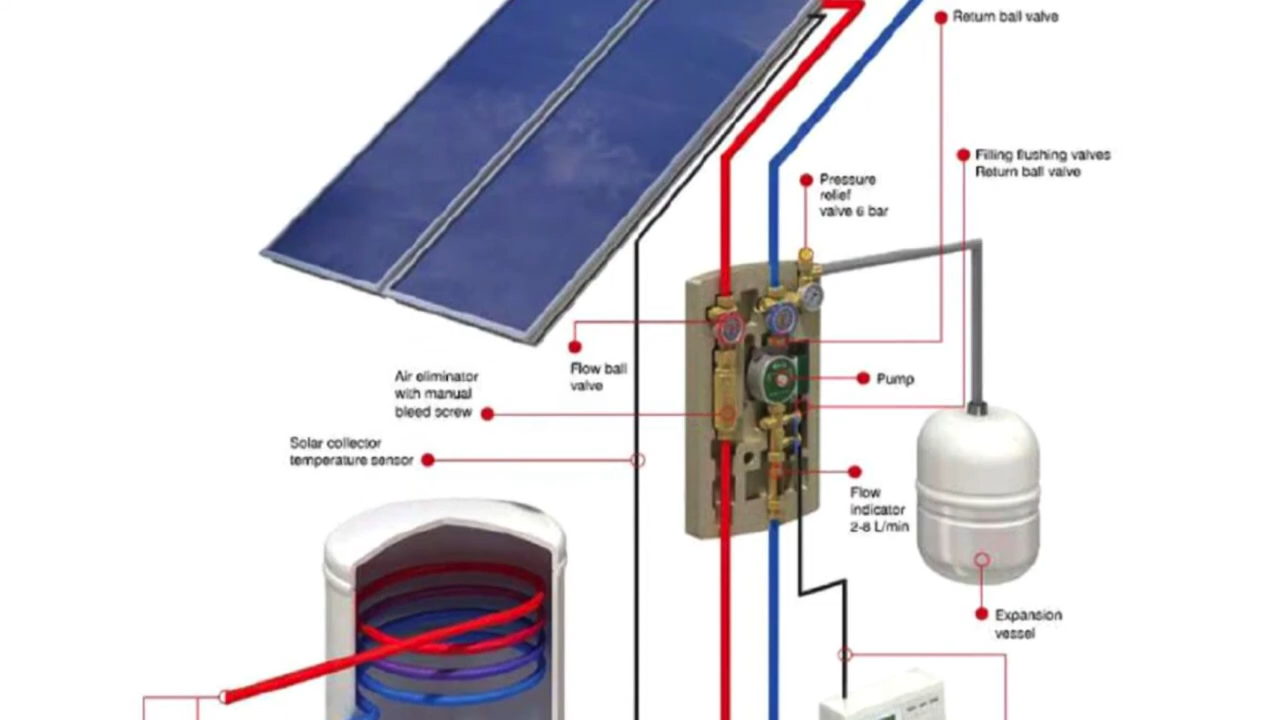 Return ball valve
Filling flushing valves
Return ball valve
Pressure
relief
valve 6 bar
Flow ball
valve
Air eliminator
with manual
bleed screw
Pump
Solar collector
temperature sensor
Flow
indicator
2-8 L/min
Expansion
vessel